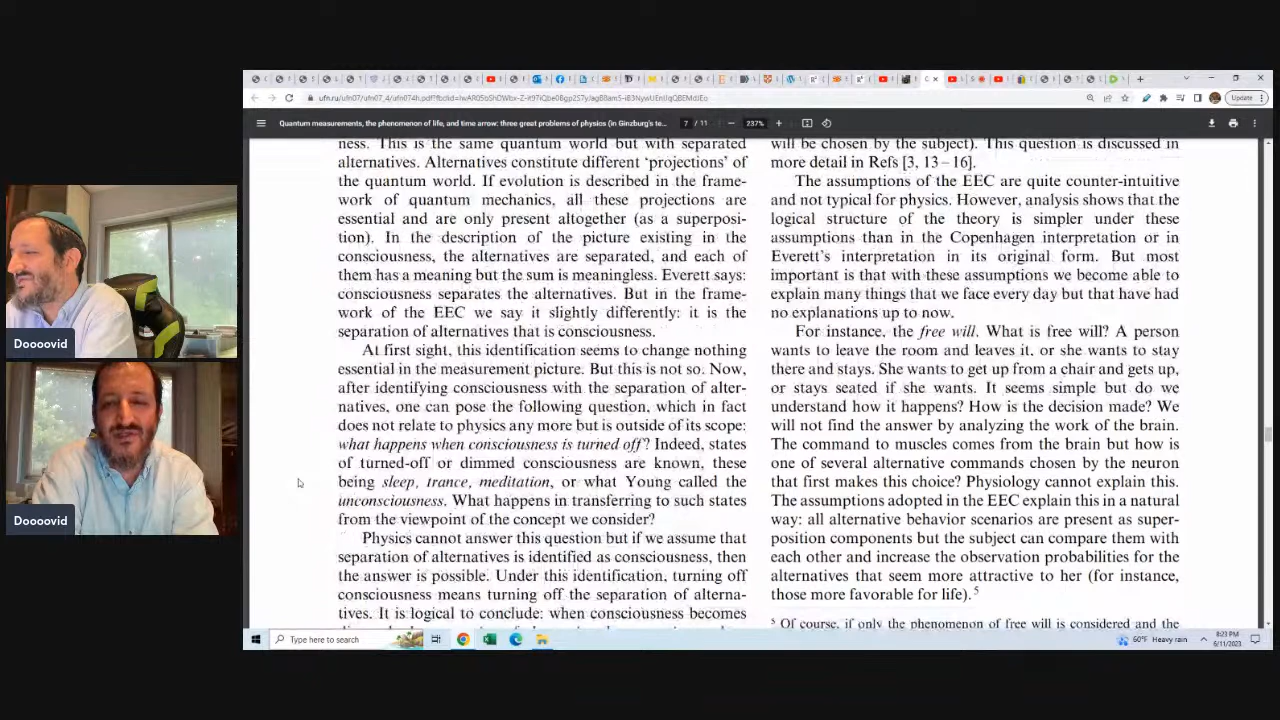 Update
ufn.ru/ufn07/ufn07_4/ufn074h.pdf?fbclid=
Quantum measurements, the phenomenon of life, and time arrow: three great problems of physics (in Ginzburg's te...
7 / 11
237%
ness. This is the same quantum world but with separated
alternatives. Alternatives constitute different 'projections' of
the quantum world. If evolution is described in the frame-
work of quantum mechanics, all these projections are
essential and are only present altogether (as a superposi-
tion). In the description of the picture existing in the
consciousness, the alternatives are separated, and each of
them has a meaning but the sum is meaningless. Everett says:
consciousness separates the alternatives. But in the frame-
work of the EEC we say it slightly differently: it is the
separation of alternatives that is consciousness.
At first sight, this identification seems to change nothing
essential in the measurement picture. But this is not so. Now,
after identifying consciousness with the separation of alter-
natives, one can pose the following question, which in fact
does not relate to physics any more but is outside of its scope:
what happens when consciousness is turned off? Indeed, states
of turned-off or dimmed consciousness are known, these
being sleep, trance, meditation, or what Young called the
unconsciousness. What happens in transferring to such states
from the viewpoint of the concept we consider?
Physics cannot answer this question but if we assume that
separation of alternatives is identified as consciousness, then
the answer is possible. Under this identification, turning off
consciousness means turning off the separation of alterna-
tives. It is logical to conclude: when consciousness becomes
will be chosen by the subject). This question is discussed in
more detail in Refs [3, 13 – 16].
The assumptions of the EEC are quite counter-intuitive
and not typical for physics. However, analysis shows that the
logical structure of the theory is simpler under these
assumptions than in the Copenhagen interpretation or in
Everett's interpretation in its original form. But most
important is that with these assumptions we become able to
explain many things that we face every day but that have had
no explanations up to now.
For instance, the free will. What is free will? A person
wants to leave the room and leaves it, or she wants to stay
there and stays. She wants to get up from a chair and gets up,
or stays seated if she wants. It seems simple but do we
understand how it happens? How is the decision made? We
will not find the answer by analyzing the work of the brain.
The command to muscles comes from the brain but how is
one of several alternative commands chosen by the neuron
that first makes this choice? Physiology cannot explain this.
The assumptions adopted in the EEC explain this in a natural
way: all alternative behavior scenarios are present as super-
position components but the subject can compare them with
each other and increase the observation probabilities for the
alternatives that seem more attractive to her (for instance,
those more favorable for life). 5
5 Of course, if only the phenomenon of free will is considered and the
Doooovid
Doooovid
Type here to search
60°F Heavy rain
8:23 PM
6/11/2023